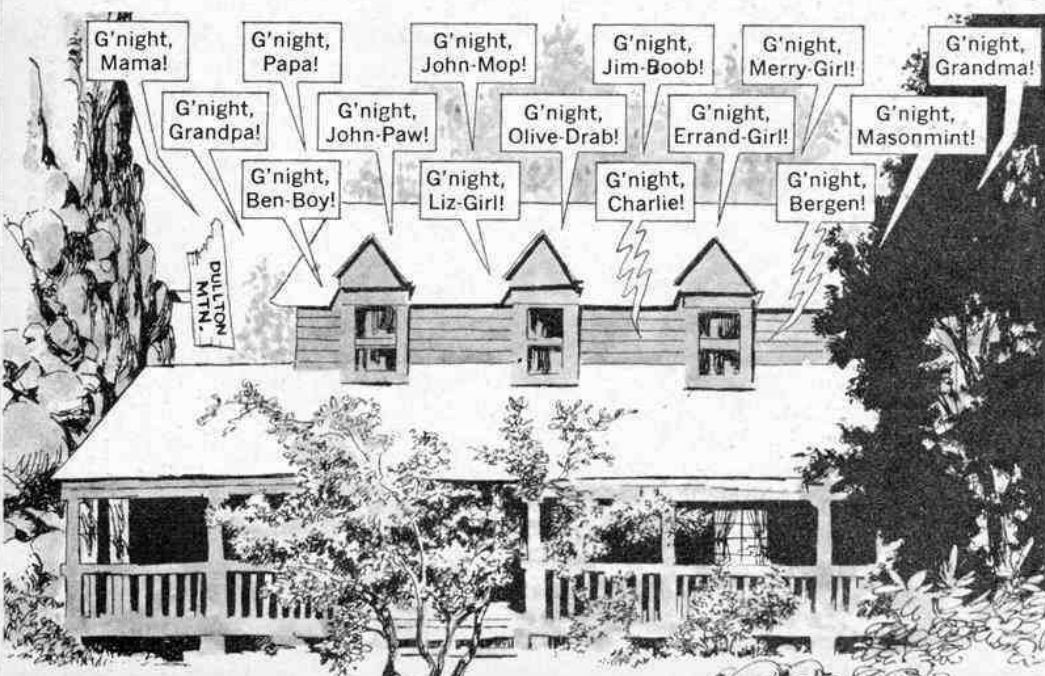 G'night,
Mama!
G'night,
Papa!
G'night,
John-Mop!
G'night,
Jim-Boob!
G'night,
Merry-Girl!
G'night,
Grandma!
G'night,
Grandpa!
G'night,
John-Paw!
G'night,
Olive-Drab!
G'night,
Errand-Girl!
G'night,
Masonmint!
G'night,
Ben-Boy!
G'night,
Liz-Girl!
G'night,
Charlie!
G'night,
Bergen!
DULLTON
MTN.